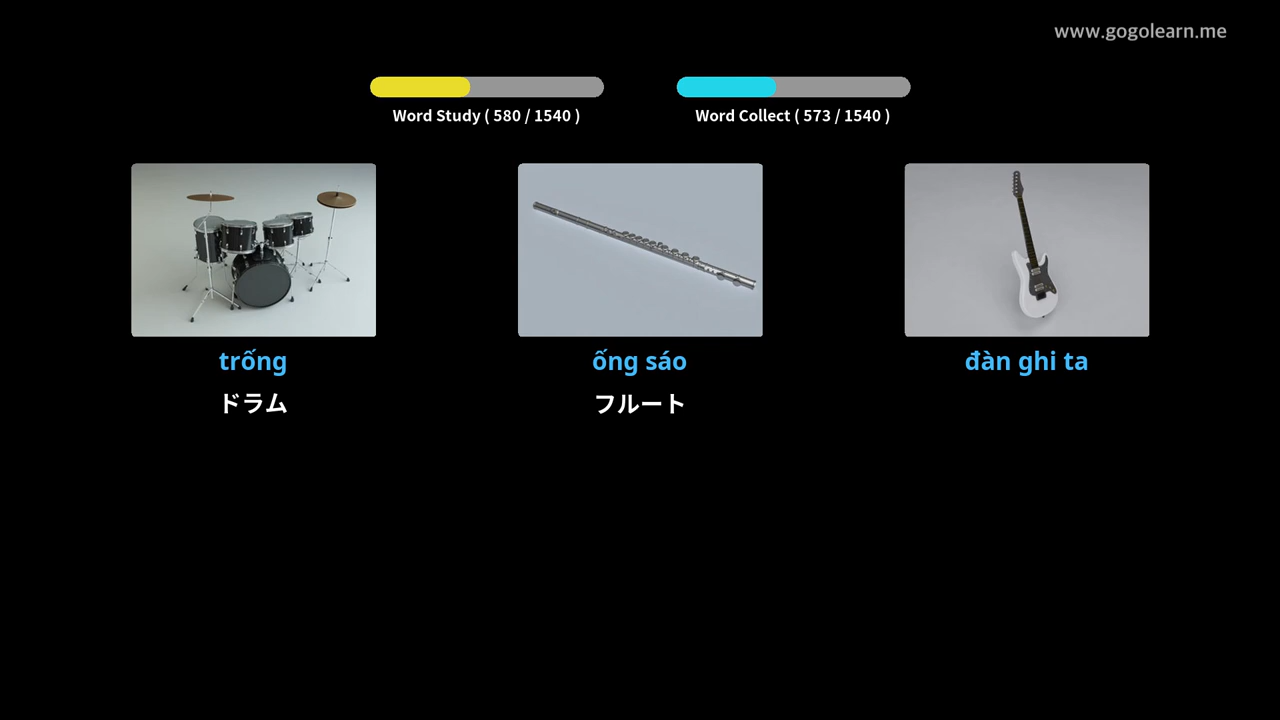 www.gogolearn.me
Word Study ( 580 / 1540 )
Word Collect ( 573 / 1540 )
trống
ống sáo
đàn ghi ta
ドラム
フルート